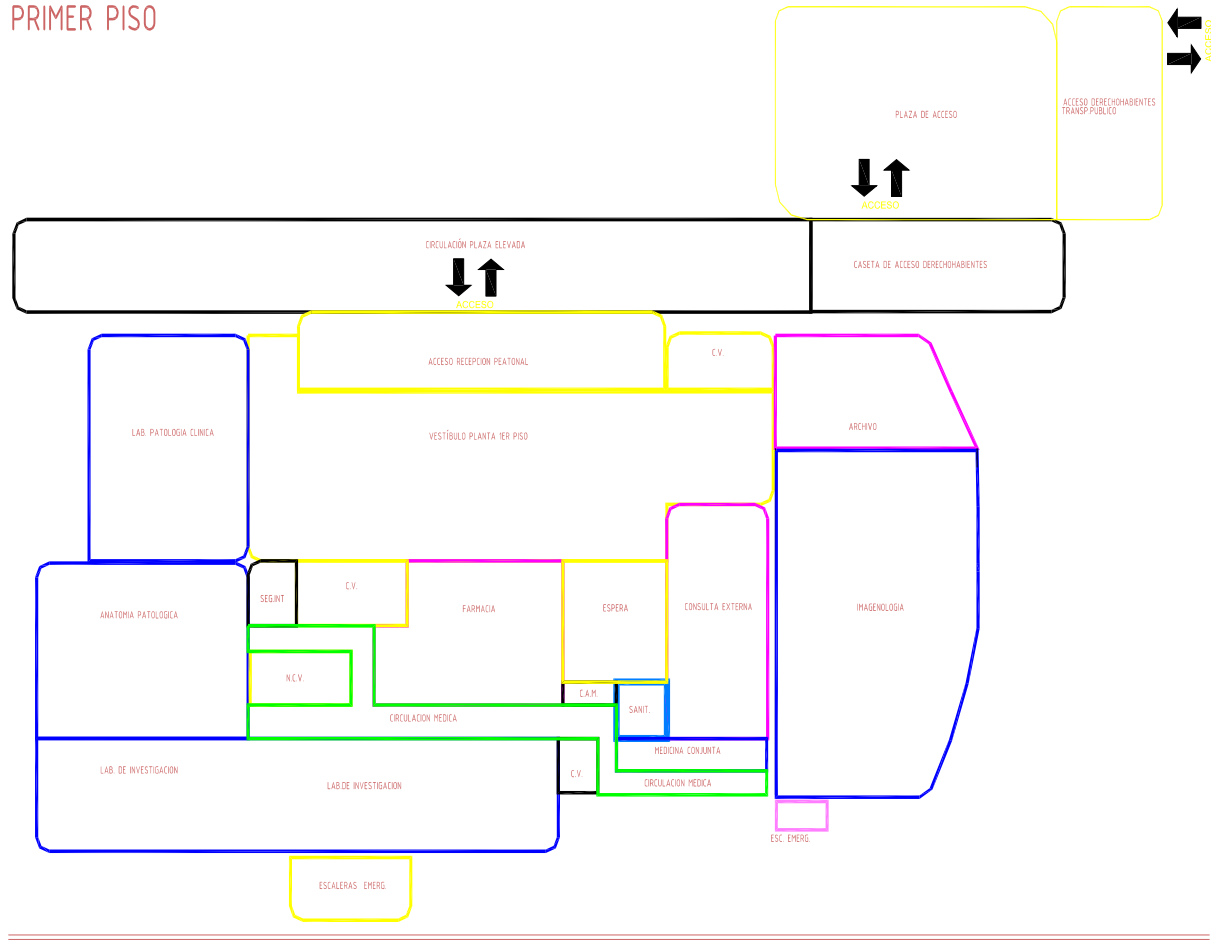 PRIMER PISO
ACCESO
ACCESO DERECHOHABIENTES
TRANSP.PUBLICO
PLAZA DE ACCESO
ACCESO
CIRCULACIÓN PLAZA ELEVADA
CASETA DE ACCESO DERECHOHABIENTES
ACCESO
ACCESO RECEPCION PEATONAL
C.V.
ARCHIVO
LAB. PATOLOGIA CLINICA
VESTÍBULO PLANTA 1ER PISO
SEG.INT
C.V.
FARMACIA
ESPERA
CONSULTA EXTERNA
IMAGENOLOGIA
ANATOMIA PATOLOGICA
N.C.V.
C.A.M.
SANIT.
CIRCULACION MEDICA
MEDICINA CONJUNTA
LAB. DE INVESTIGACION
LAB.DE INVESTIGACION
C.V.
CIRCULACION MEDICA
ESC. EMERG.
ESCALERAS EMERG.